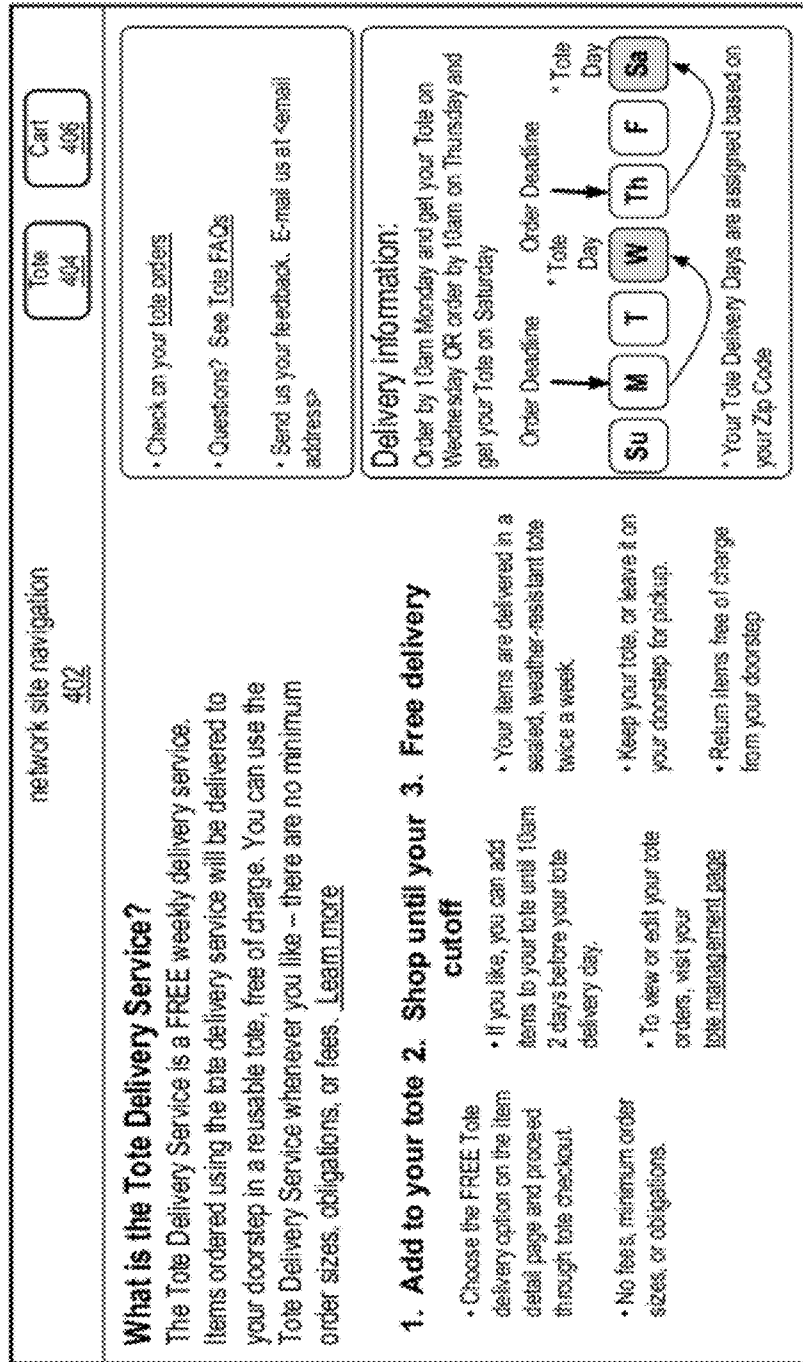 network site navigation
402
Tote
404
Cart
406
What is the Tote Delivery Service?
The Tote Delivery Service is a FREE weekly delivery service.
Items ordered using the tote delivery service will be delivered to
your doorstep in a reusable tote, free of charge. You can use the
Tote Delivery Service whenever you like – there are no minimum
order sizes, obligations, or fees. Learn more
1. Add to your tote
• Choose the FREE Tote
delivery option on the item
detail page and proceed
through tote checkout.
• No fees, minimum order
sizes, or obligations.
2. Shop until your
cutoff
• If you like, you can add
items to your tote until 10am
2 days before your tote
delivery day.
• To view or edit your tote
orders, visit your
tote management page
3. Free delivery
• Your items are delivered in a
sealed, weather-resistant tote
twice a week.
• Keep your tote, or leave it on
your doorstep for pickup.
• Return items free of charge
from your doorstep
• Check on your tote orders
• Questions? See Tote FAQs
• Send us your feedback. E-mail us at <email
address>
Delivery information:
Order by 10am Monday and get your Tote on
Wednesday OR order by 10am on Thursday and
get your Tote on Saturday
Order Deadline
* Tote
Day
Order Deadline
* Tote
Day
Su M T W Th F Sa
* Your Tote Delivery Days are assigned based on
your Zip Code